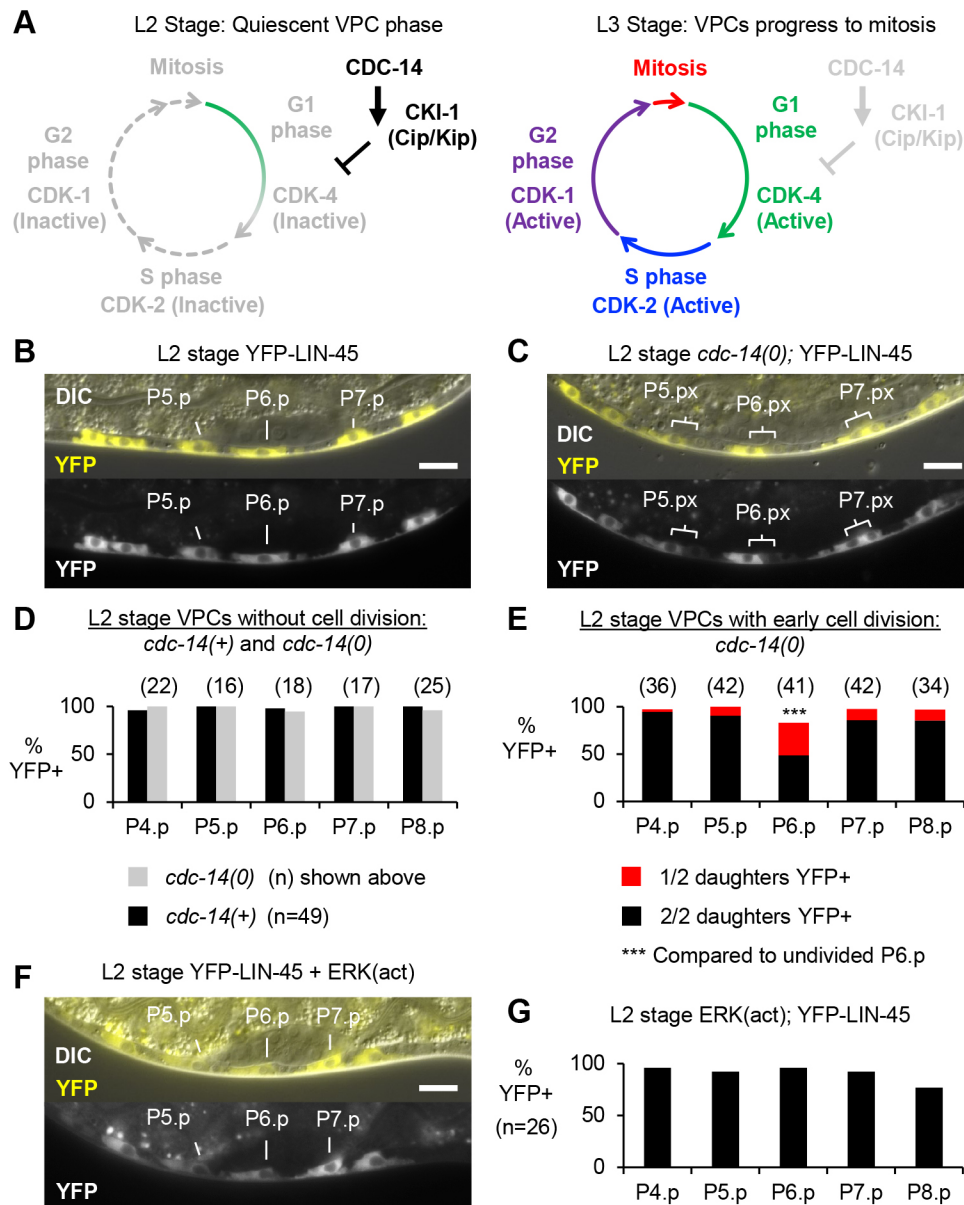 A
L2 Stage: Quiescent VPC phase
Mitosis
CDC-14
G1
phase
CKI-1
(Cip/Kip)
G2
phase
CDK-1
(Inactive)
CDK-4
(Inactive)
S phase
CDK-2 (Inactive)
L3 Stage: VPCs progress to mitosis
Mitosis
CDC-14
G1
phase
CKI-1
(Cip/Kip)
G2
phase
CDK-1
(Active)
CDK-4
(Active)
S phase
CDK-2 (Active)
B
L2 stage YFP-LIN-45
DIC
P5.p
P6.p
P7.p
YFP
P5.p
P6.p
P7.p
YFP
C
L2 stage cdc-14(0); YFP-LIN-45
P5.px
P6.px
P7.px
DIC
YFP
P5.px
P6.px
P7.px
YFP
D
L2 stage VPCs without cell division:
cdc-14(+) and cdc-14(0)
(22) (16) (18) (17) (25)
100
%
YFP+
50
0
P4.p P5.p P6.p P7.p P8.p
cdc-14(0) (n) shown above
cdc-14(+) (n=49)
E
L2 stage VPCs with early cell division:
cdc-14(0)
(36) (42) (41) (42) (34)
***
100
%
YFP+
50
0
P4.p P5.p P6.p P7.p P8.p
1/2 daughters YFP+
2/2 daughters YFP+
*** Compared to undivided P6.p
F
L2 stage YFP-LIN-45 + ERK(act)
P5.p
P6.p
P7.p
DIC
YFP
P5.p
P6.p
P7.p
YFP
G
L2 stage ERK(act); YFP-LIN-45
%
YFP+
(n=26)
100
50
0
P4.p P5.p P6.p P7.p P8.p